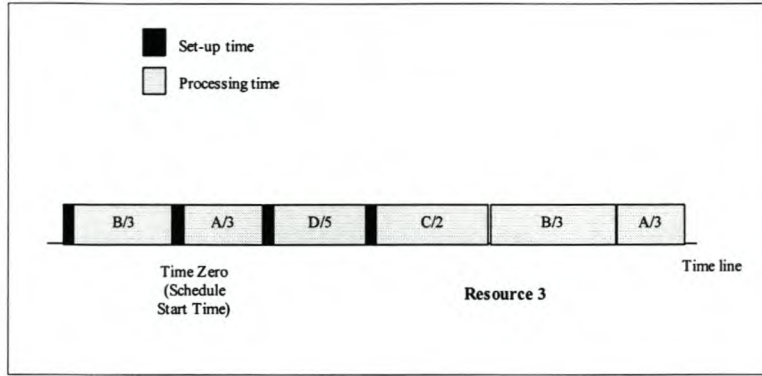 Set-up time
Processing time
B/3 A/3 D/5 C/2 B/3 A/3
Time Zero
(Schedule
Start Time)
Resource 3
Time line